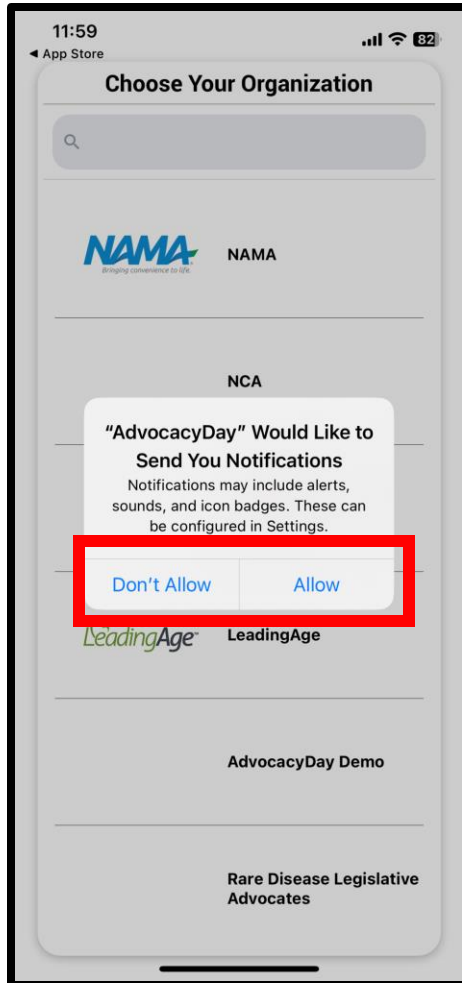 11:59
82
◀ App Store
Choose Your Organization
NAMA
Bringing convenience to life.
NAMA
NCA
“AdvocacyDay” Would Like to
Send You Notifications
Notifications may include alerts,
sounds, and icon badges. These can
be configured in Settings.
Don't Allow
Allow
LeadingAge
LeadingAge
AdvocacyDay Demo
Rare Disease Legislative
Advocates